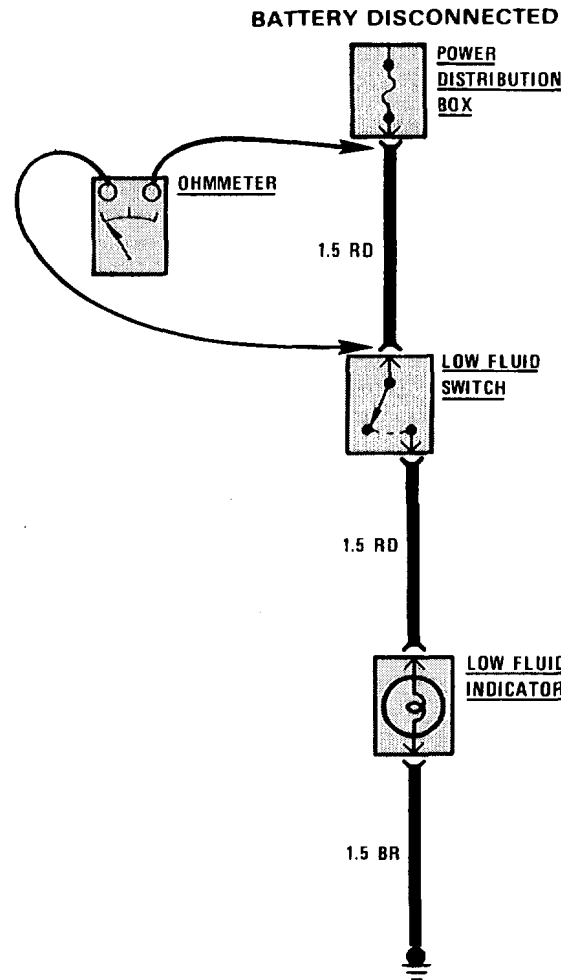 BATTERY DISCONNECTED
POWER
DISTRIBUTION
BOX
OHMMETER
1.5 RD
LOW FLUID
SWITCH
1.5 RD
LOW FLUID
INDICATOR
1.5 BR